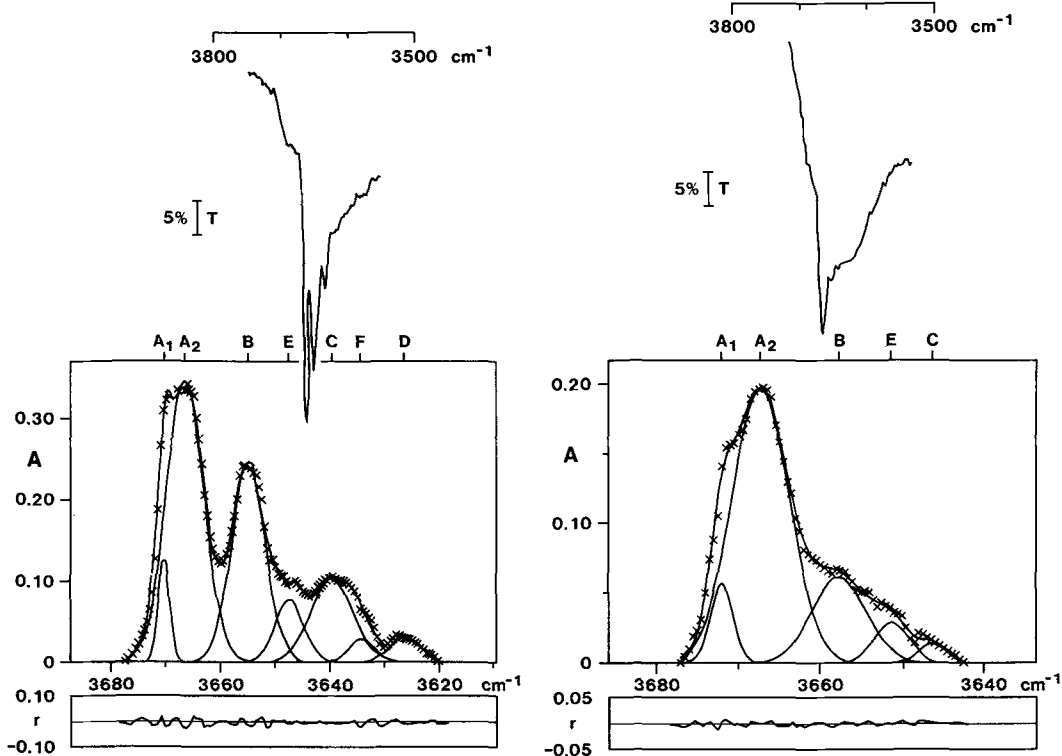 3800 3500 cm⁻¹
5% T
A₁ A₂ B E C F D
0.30
A
0.20
0.10
0
3680 3660 3640 3620 cm⁻¹
0.10
r
-0.10
3800 3500 cm⁻¹
5% T
A₁ A₂ B E C
0.20
A
0.10
0
3680 3660 3640 cm⁻¹
0.05
r
-0.05